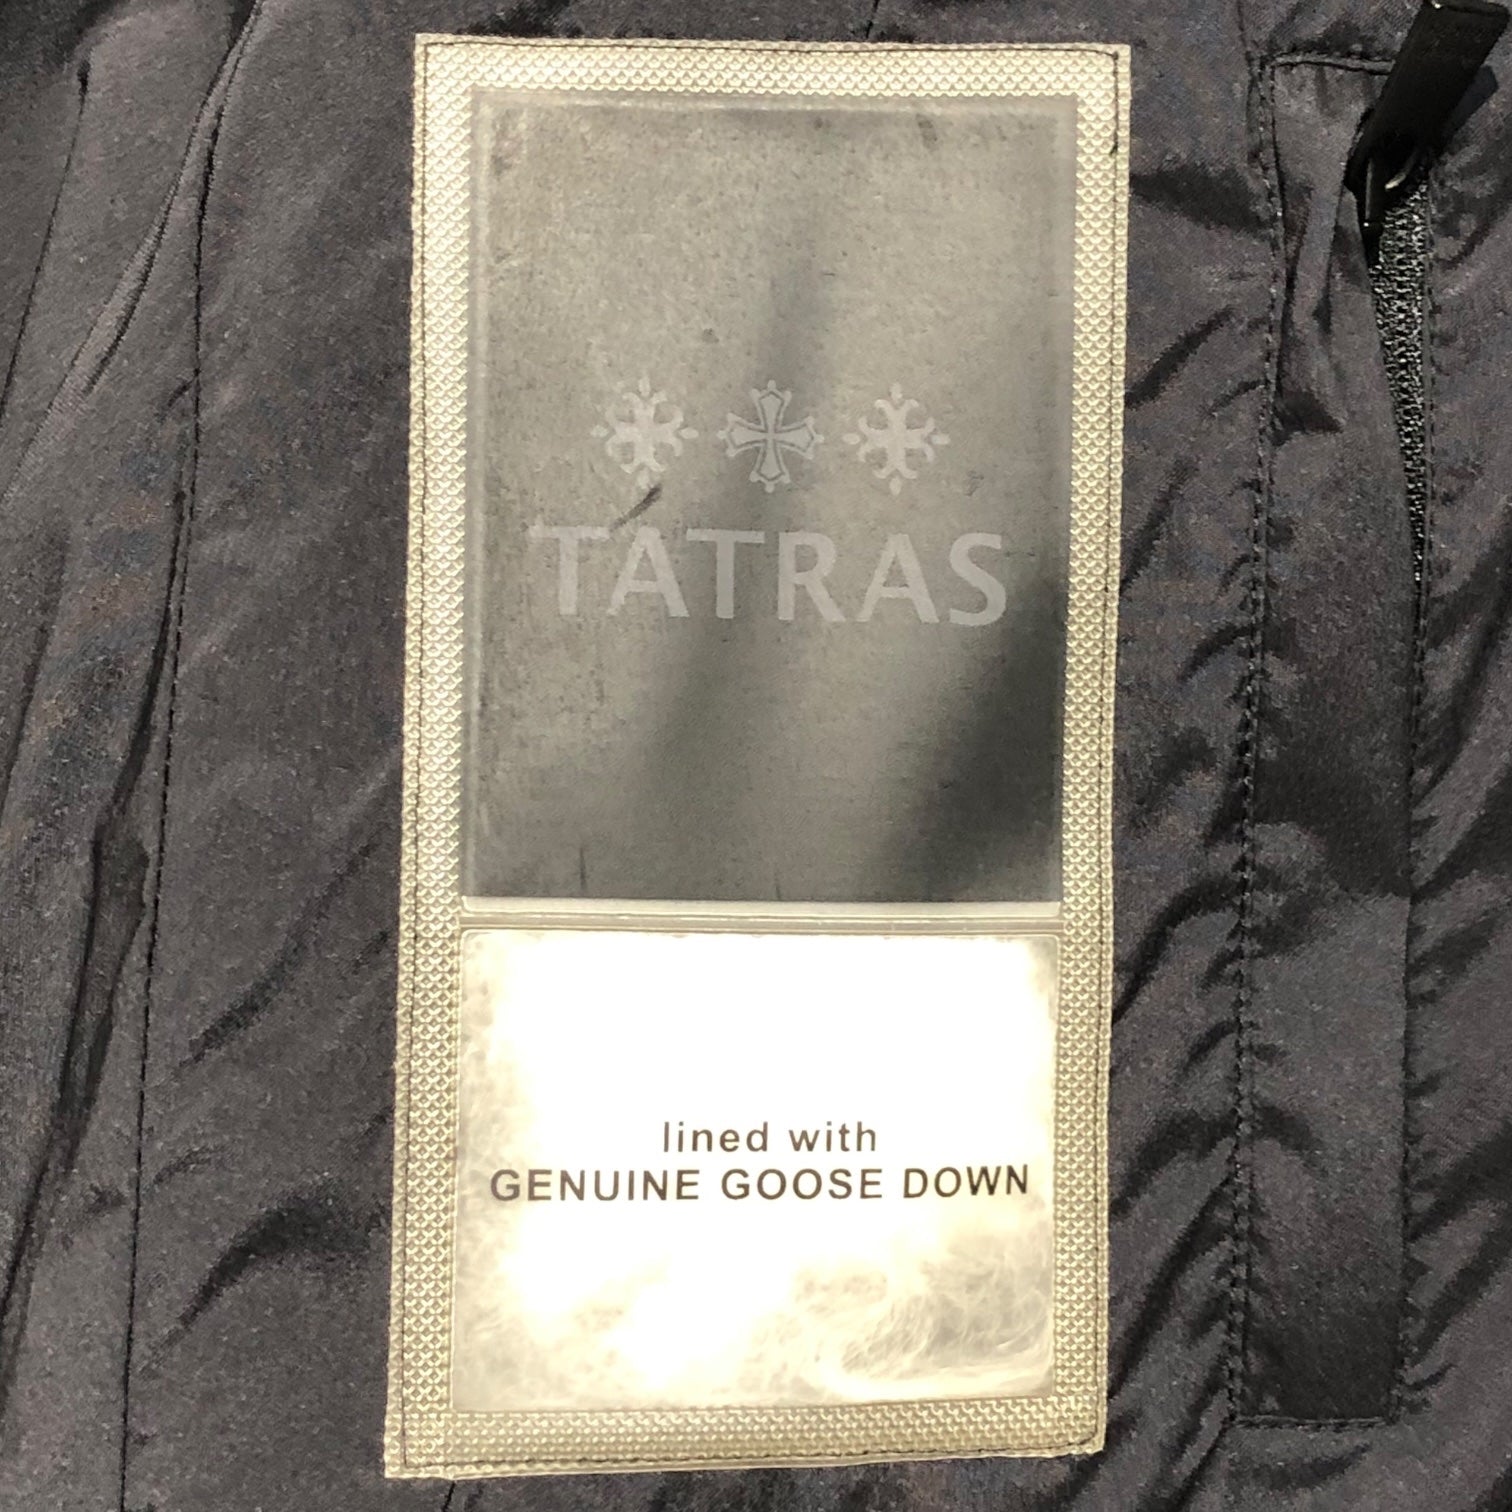 TATRAS
lined with
GENUINE GOOSE DOWN